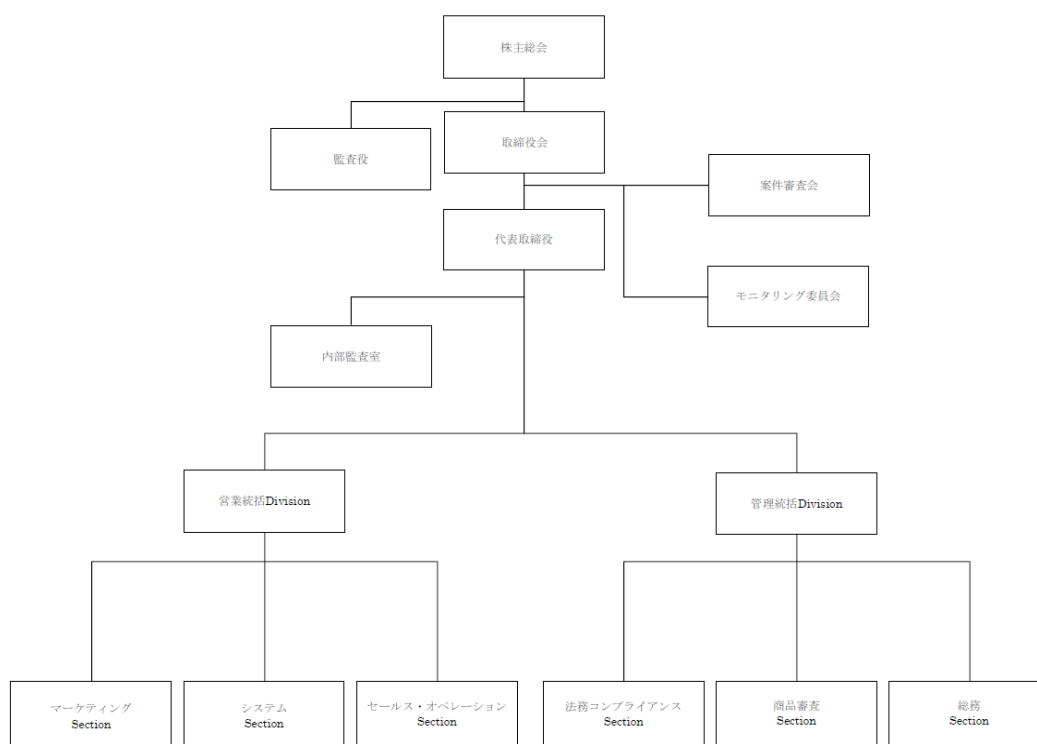 株主総会
取締役会
監査役
案件審査会
代表取締役
モニタリング委員会
内部監査室
営業統括Division
管理統括Division
マーケティング
Section
システム
Section
セールス・オペレーション
Section
法務コンプライアンス
Section
商品審査
Section
総務
Section